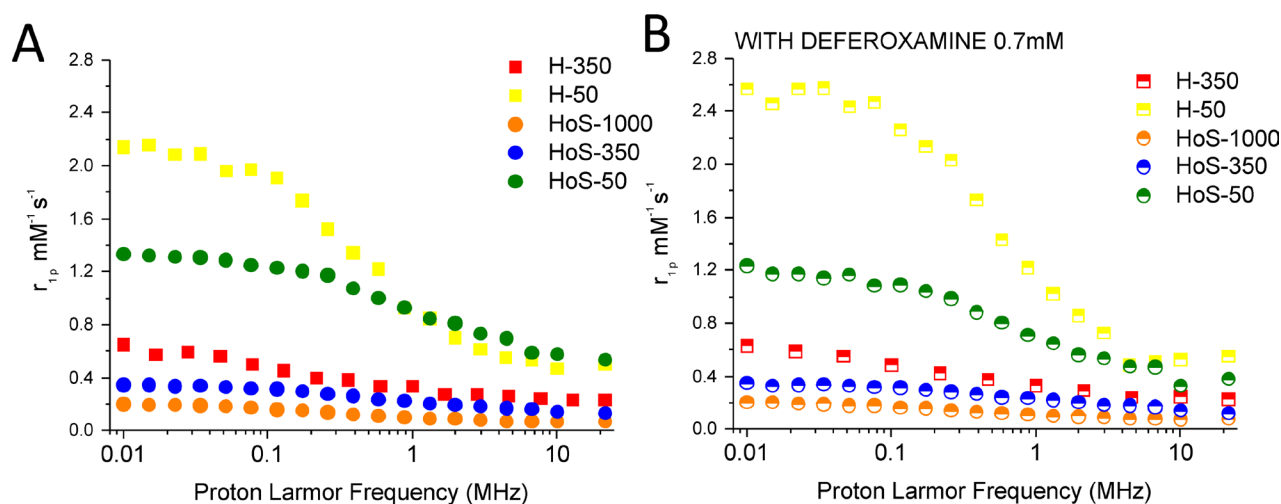 A
H-350
H-50
HoS-1000
HoS-350
HoS-50
2.8
2.4
2.0
1.6
1.2
0.8
0.4
0.0
r1p mM-1 s-1
0.01
0.1
1
10
Proton Larmor Frequency (MHz)
B
WITH DEFEROXAMINE 0.7mM
H-350
H-50
HoS-1000
HoS-350
HoS-50
2.8
2.4
2.0
1.6
1.2
0.8
0.4
0.0
r1p mM-1 s-1
0.01
0.1
1
10
Proton Larmor Frequency (MHz)